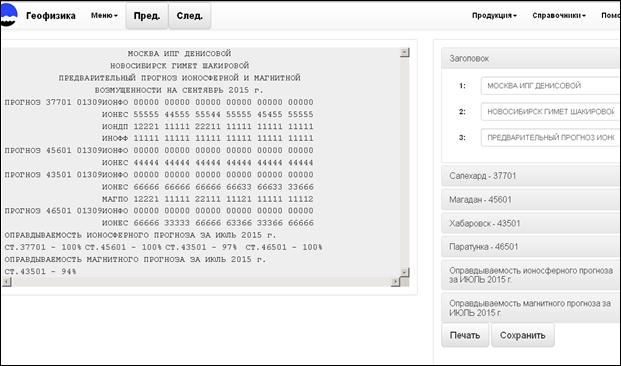 Геофизика
Меню
Пред.
След.
Продукция
Справочники
МОСКВА ИПГ ДЕНИСОВОЙ
НОВОСИБИРСК ГИМЕТ ШАКИРОВОЙ
ПРЕДВАРИТЕЛЬНЫЙ ПРОГНОЗ ИОНОСФЕРНОЙ И МАГНИТНОЙ
ВОЗМУЩЕННОСТИ НА СЕНТЯБРЬ 2015 г.
ПРОГНОЗ 37701 01309ИОНФО 00000 00000 00000 00000 00000 00000
ИОНЕС 55555 44555 55544 55555 45455 55555
ИОНДП 12221 11111 22211 11111 11111 11111
ИНОФФ 11111 11111 11111 11111 11111 11111
ПРОГНОЗ 45601 01309ИОНФО 00000 00000 00000 00000 00000 00000
ИОНЕС 44444 44444 44444 44444 44444 44444
ПРОГНОЗ 43501 01309ИОНФО 00000 00000 00000 00000 00000 00000
ИОНЕС 66666 66666 66666 66633 66633 33666
МАГПО 12221 11111 22111 11121 11111 11112
ПРОГНОЗ 46501 01309ИОНФО 00000 00000 00000 00000 00000 00000
ИОНЕС 66666 33333 66666 63366 33366 66666
ОПРАВДЫВАЕМОСТЬ ИОНОСФЕРНОГО ПРОГНОЗА ЗА ИЮЛЬ 2015 г.
СТ.37701 - 100% СТ.45601 - 100% СТ.43501 - 97% СТ.46501 - 100%
ОПРАВДЫВАЕМОСТЬ МАГНИТНОГО ПРОГНОЗА ЗА ИЮЛЬ 2015 г.
СТ.43501 - 94%
Заголовок
1: МОСКВА ИПГ ДЕНИСОВОЙ
2: НОВОСИБИРСК ГИМЕТ ШАКИРОВОЙ
3: ПРЕДВАРИТЕЛЬНЫЙ ПРОГНОЗ
Салехард - 37701
Магадан - 45601
Хабаровск - 43501
Паратунка - 46501
Оправдываемость ионосферного прогноза
за ИЮЛЬ 2015 г.
Оправдываемость магнитного прогноза за
ИЮЛЬ 2015 г.
Печать
Сохранить